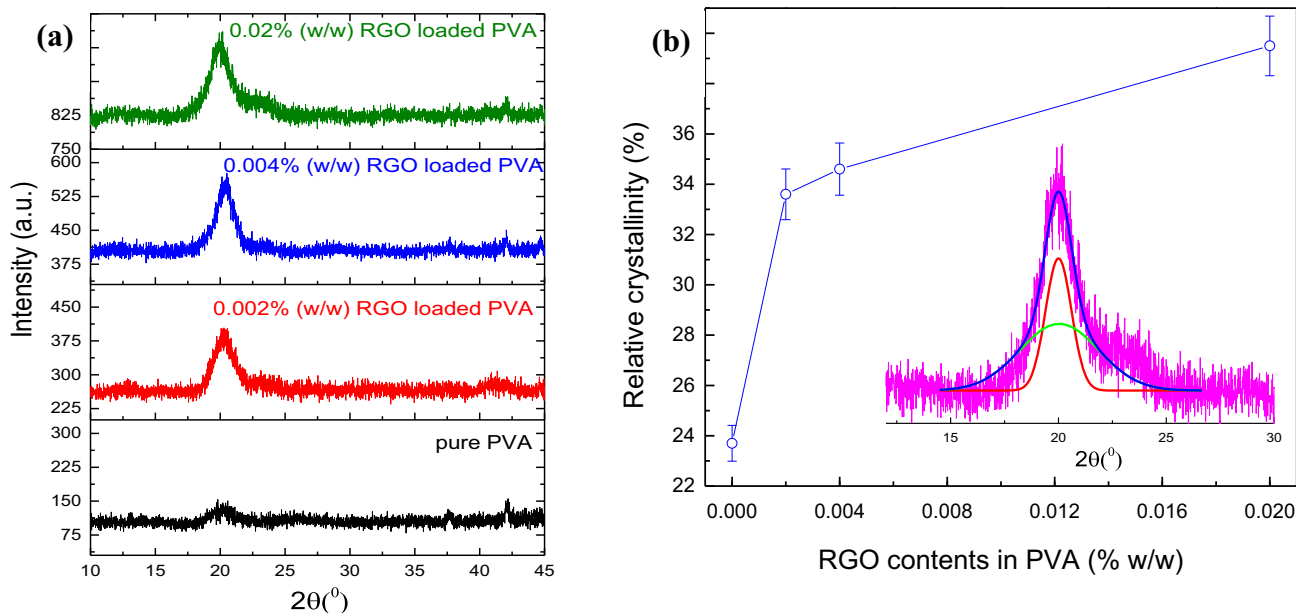 (a)
0.02% (w/w) RGO loaded PVA
825
750
600
0.004% (w/w) RGO loaded PVA
525
450
375
450
0.002% (w/w) RGO loaded PVA
375
300
225
300
pure PVA
225
150
75
10 15 20 25 30 35 40 45
2θ(⁰)
Intensity (a.u.)
(b)
36
34
32
30
28
26
24
22
Relative crystallinity (%)
15 20 25 30
2θ(⁰)
0.000 0.004 0.008 0.012 0.016 0.020
RGO contents in PVA (% w/w)